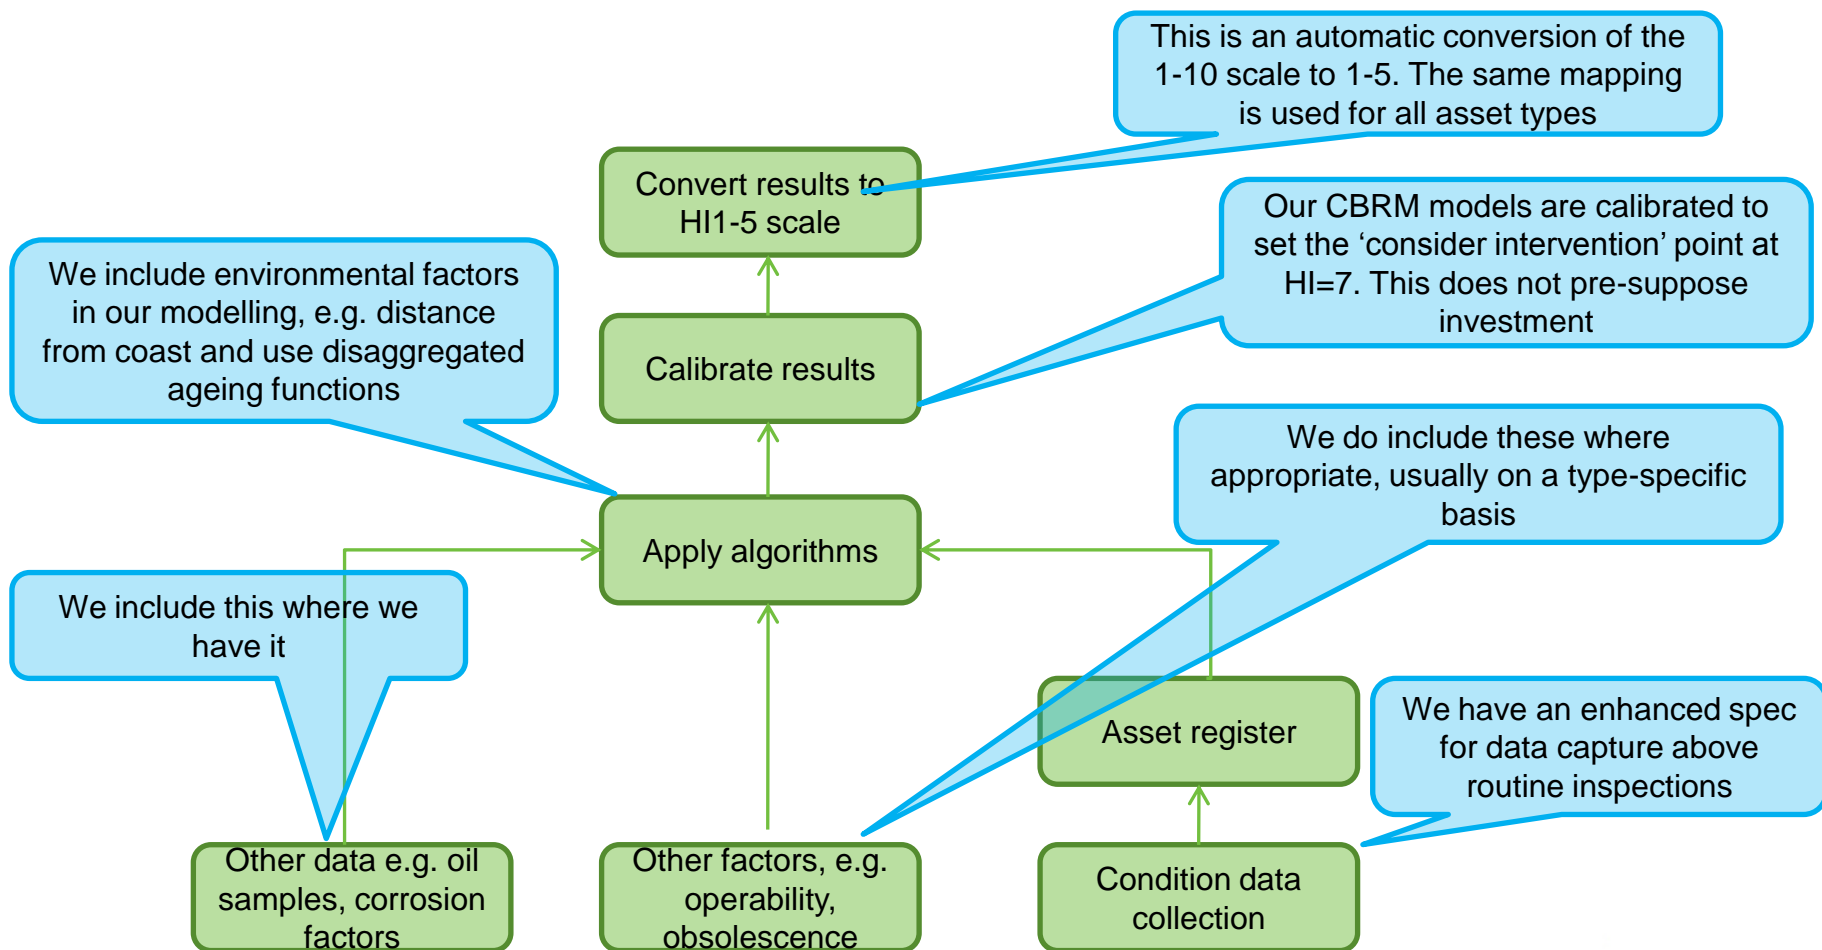 This is an automatic conversion of the
1-10 scale to 1-5. The same mapping
is used for all asset types
Convert results to
HI1-5 scale
Our CBRM models are calibrated to
set the ‘consider intervention’ point at
HI=7. This does not pre-suppose
investment
We include environmental factors
in our modelling, e.g. distance
from coast and use disaggregated
ageing functions
Calibrate results
We do include these where
appropriate, usually on a type-specific
basis
Apply algorithms
We include this where we
have it
Asset register
We have an enhanced spec
for data capture above
routine inspections
Other data e.g. oil
samples, corrosion
factors
Other factors, e.g.
operability,
obsolescence
Condition data
collection